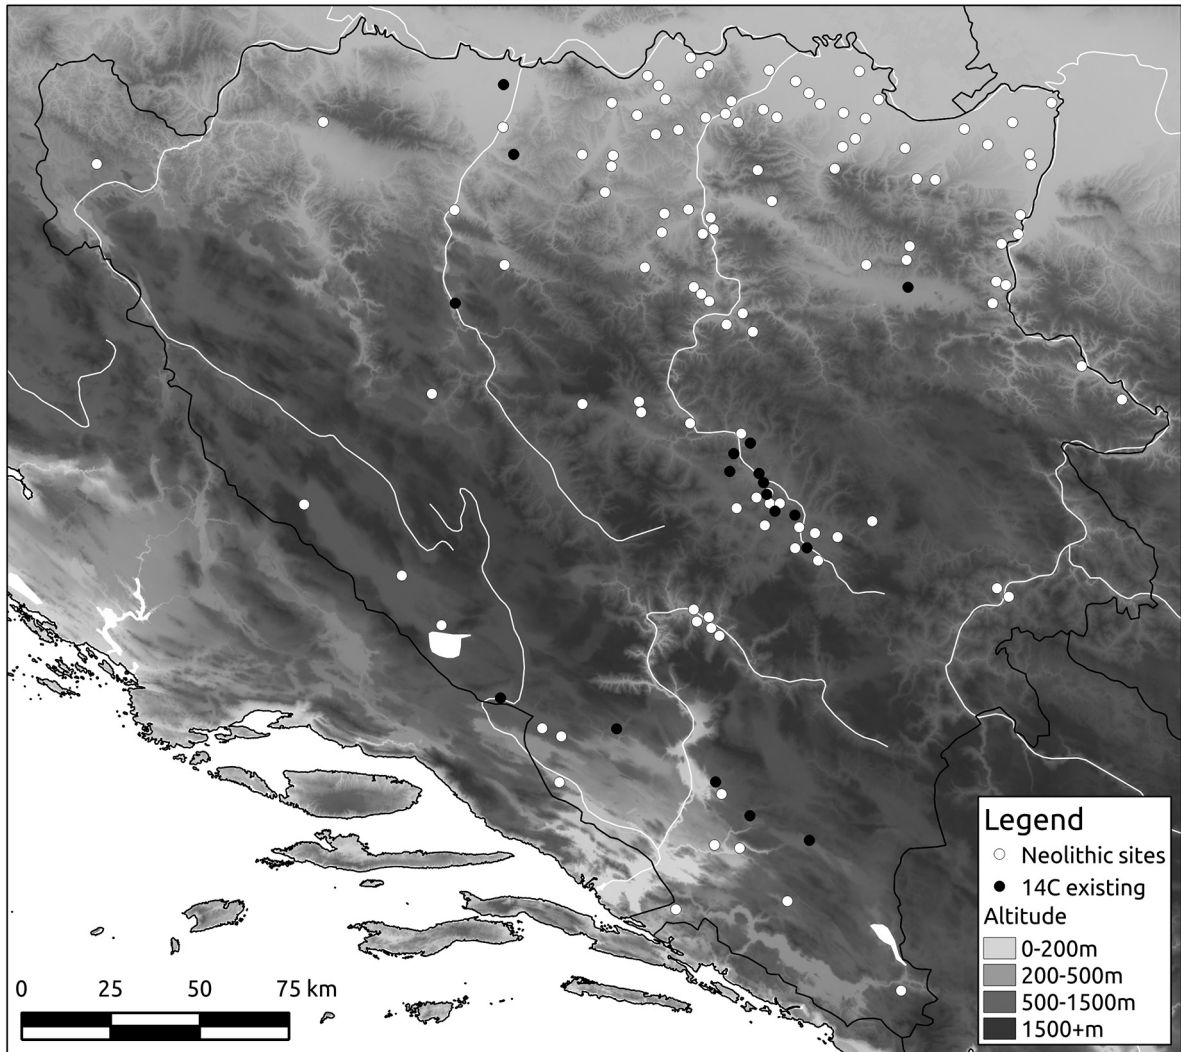 Legend
Neolithic sites
14C existing
Altitude
0-200m
200-500m
500-1500m
1500+m
0 25 50 75 km